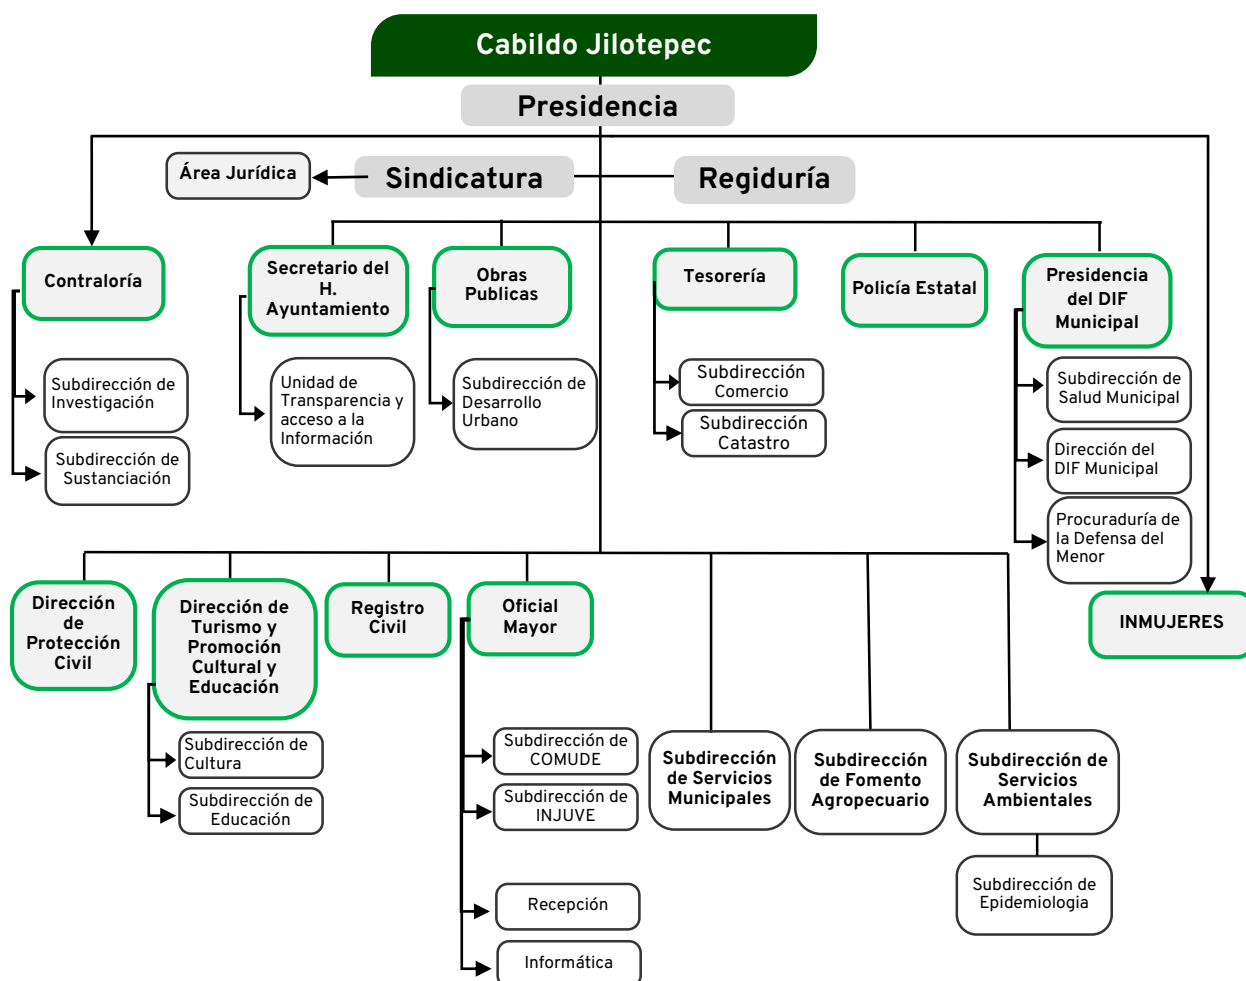 Cabildo Jilotepec
Presidencia
Área Jurídica
Sindicatura
Regiduría
Contraloría
Secretario del
H.
Ayuntamiento
Obras
Publicas
Tesorería
Policía Estatal
Presidencia
del DIF
Municipal
Subdirección de
Investigación
Subdirección de
Sustanciación
Unidad de
Transparencia y
acceso a la
Información
Subdirección de
Desarrollo
Urbano
Subdirección
Comercio
Subdirección
Catastro
Subdirección de
Salud Municipal
Dirección del
DIF Municipal
Procuraduría de
la Defensa del
Menor
Dirección
de
Protección
Civil
Dirección de
Turismo y
Promoción
Cultural y
Educación
Registro
Civil
Oficial
Mayor
INMUJERES
Subdirección de
Cultura
Subdirección de
Educación
Subdirección de
COMUDE
Subdirección de
INJUVE
Recepción
Informática
Subdirección
de Servicios
Municipales
Subdirección
de Fomento
Agropecuario
Subdirección de
Servicios
Ambientales
Subdirección de
Epidemiologia